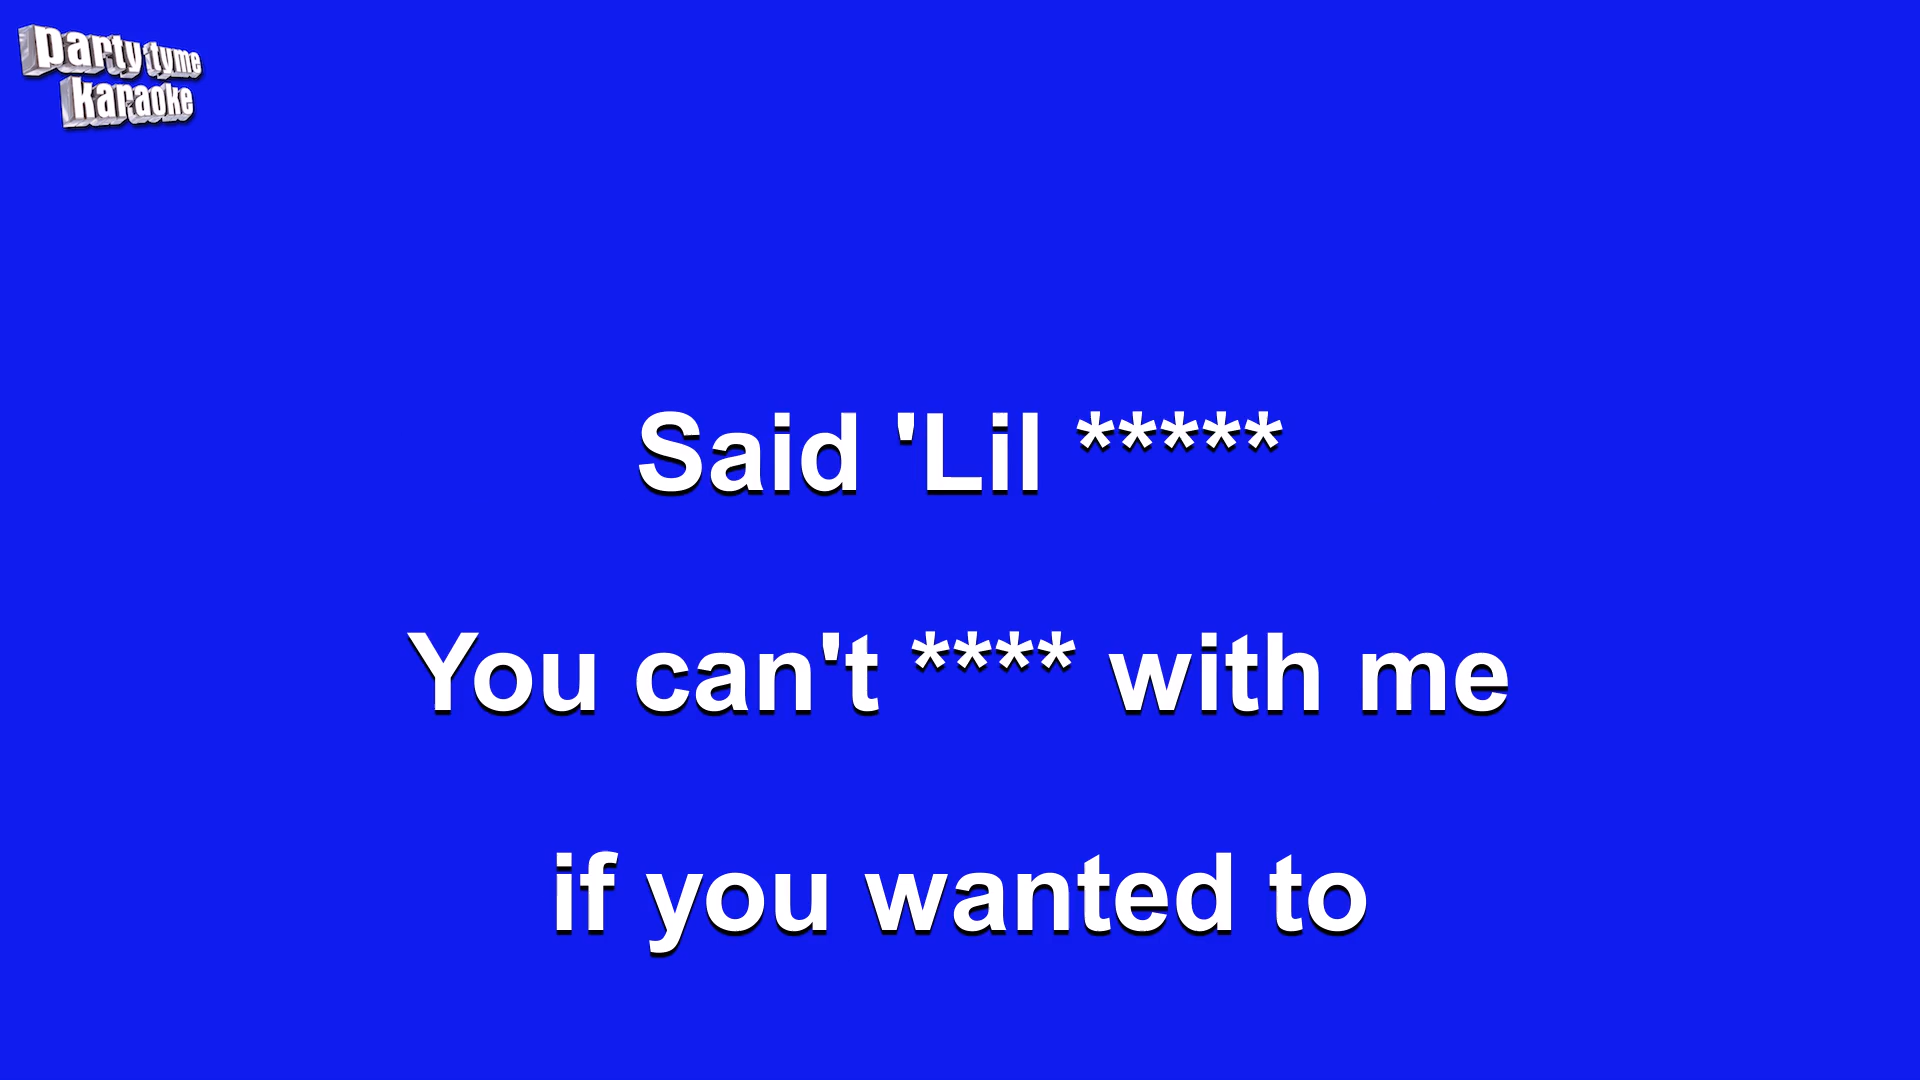 party tyme
karaoke
Said 'Lil *****
You can't **** with me
if you wanted to